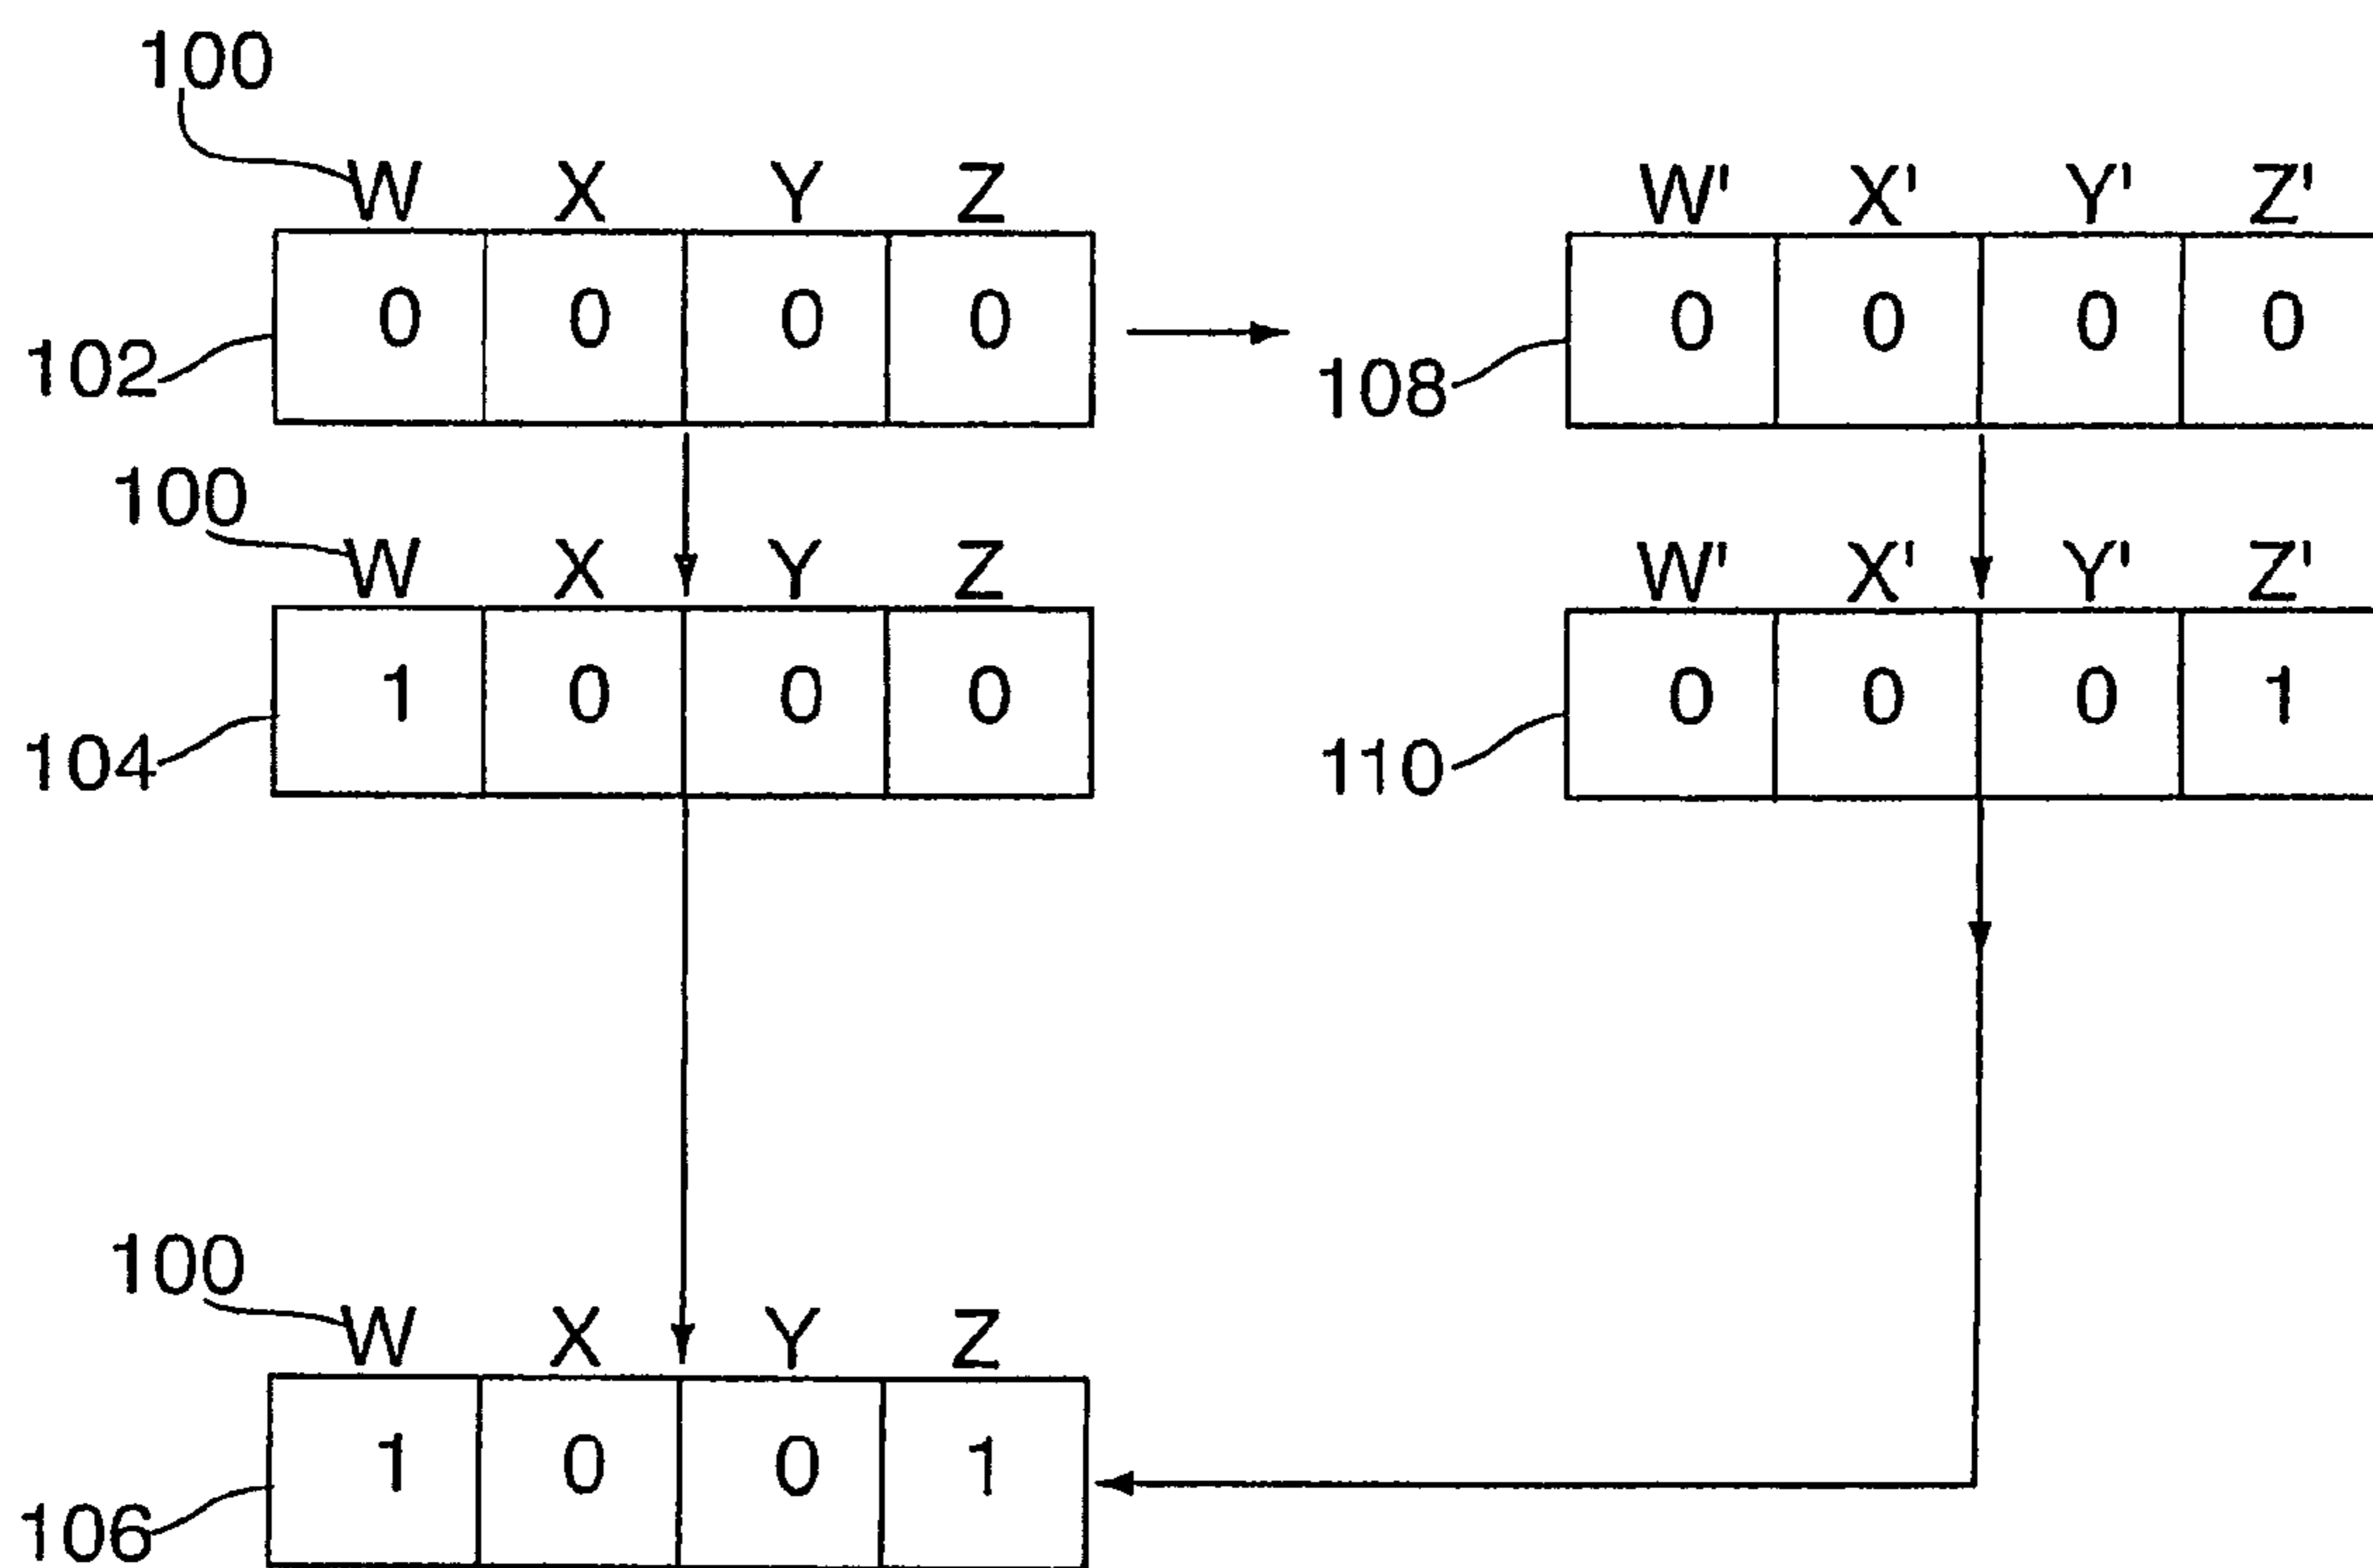 100
W X Y Z W' X' Y' Z'
0 0 0 0 0 0 0 0
102 108
100
W X Y Z W' X' Y' Z'
1 0 0 0 0 0 0 1
104 110
100
W X Y Z
1 0 0 1
106